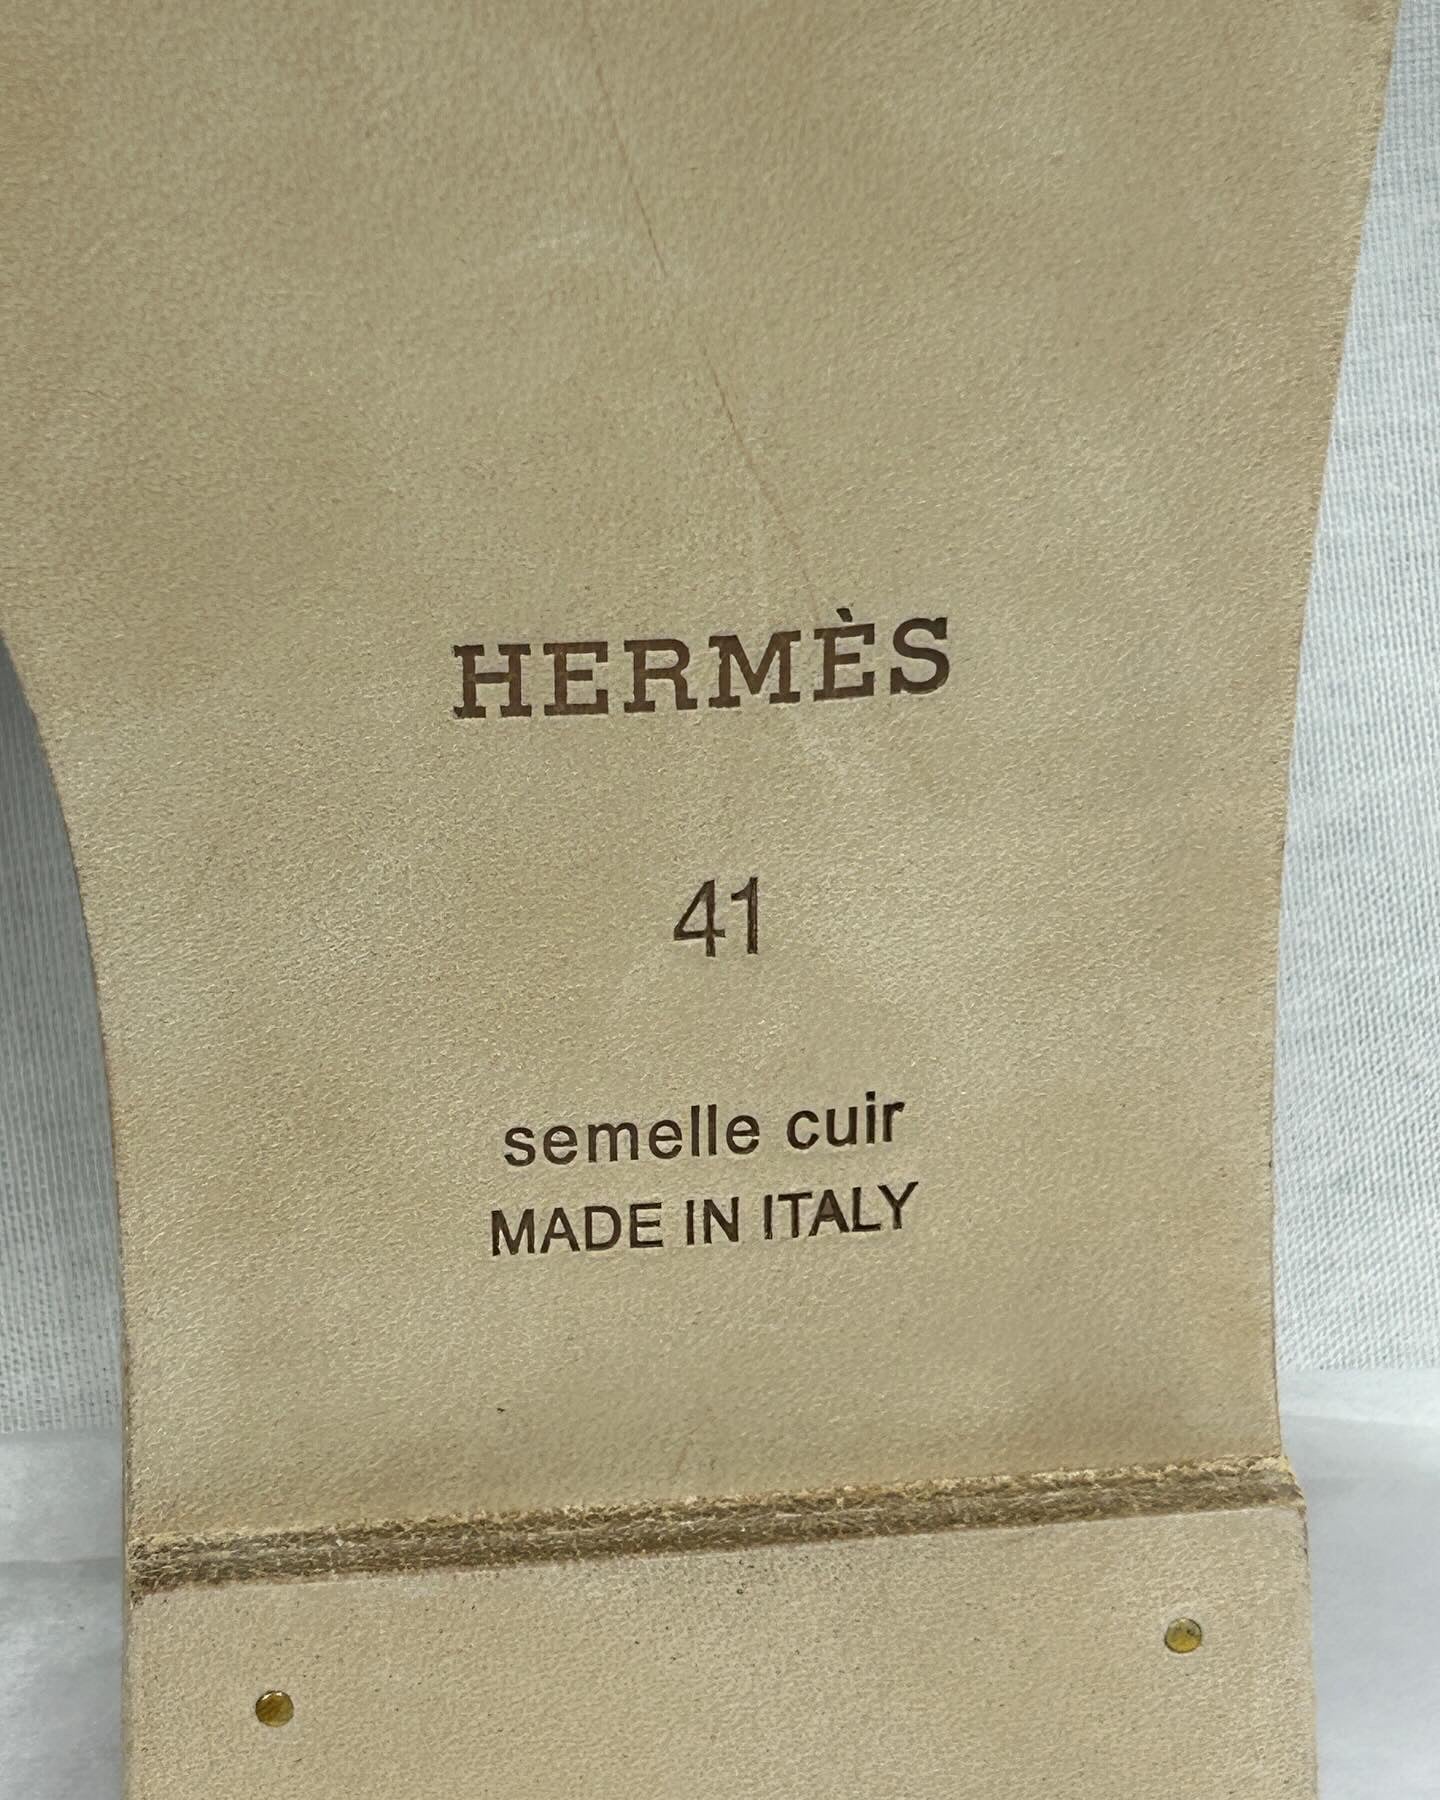 HERMÈS
41
semelle cuir
MADE IN ITALY